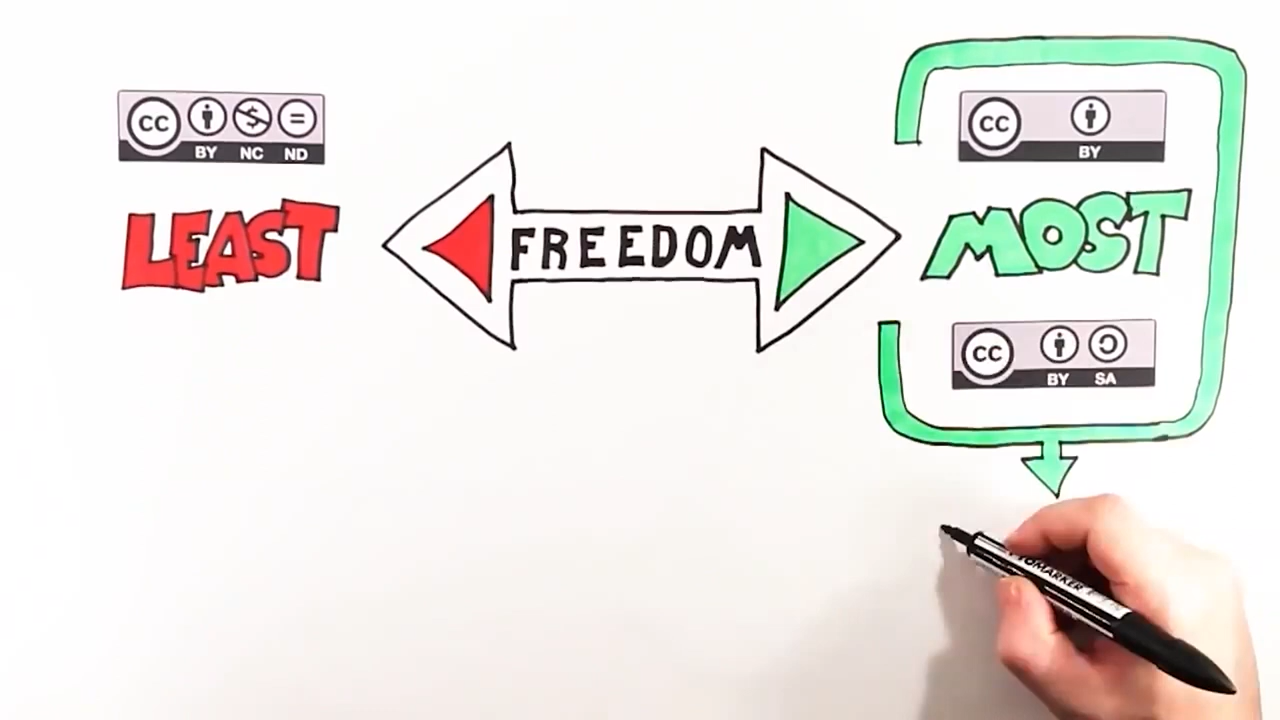 CC BY NC ND
LEAST
FREEDOM
CC BY
MOST
CC BY SA